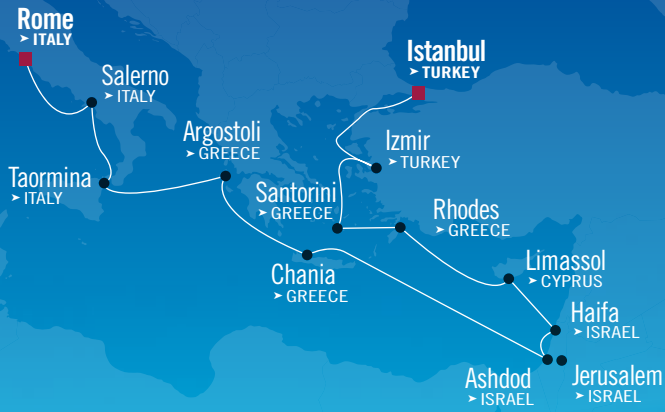 Rome
➤ ITALY
Istanbul
➤ TURKEY
Salerno
➤ ITALY
Argostoli
➤ GREECE
Izmir
➤ TURKEY
Taormina
➤ ITALY
Santorini
➤ GREECE
Rhodes
➤ GREECE
Limassol
➤ CYPRUS
Chania
➤ GREECE
Haifa
➤ ISRAEL
Ashdod
➤ ISRAEL
Jerusalem
➤ ISRAEL